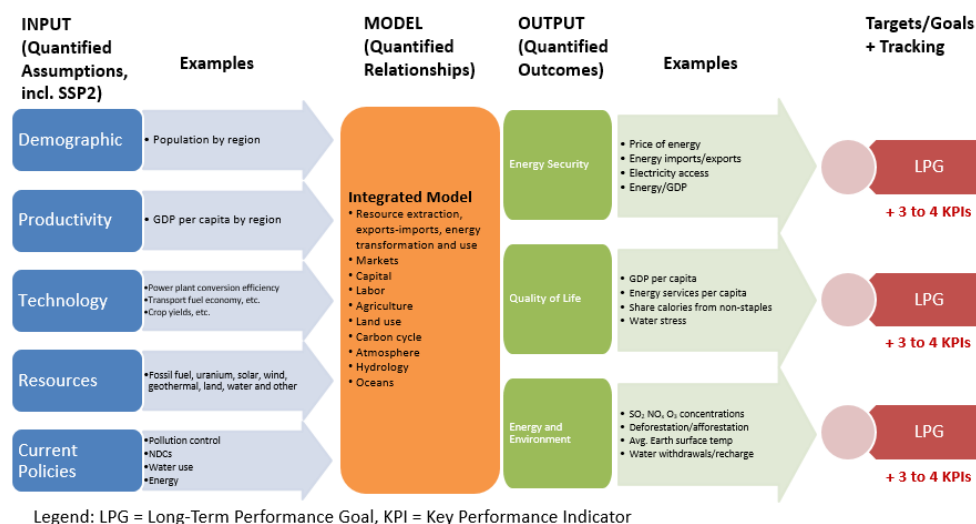 INPUT
(Quantified
Assumptions,
incl. SSP2)
Examples
MODEL
(Quantified
Relationships)
OUTPUT
(Quantified
Outcomes)
Examples
Targets/Goals
+ Tracking
Demographic
• Population by region
Productivity
• GDP per capita by region
Technology
•Power plant conversion efficiency
•Transport fuel economy, etc.
•Crop yields, etc.
Resources
•Fossil fuel, uranium, solar, wind,
geothermal, land, water and other
Current
Policies
•Pollution control
•NDCs
•Water use
•Energy
Integrated Model
• Resource extraction,
exports-imports, energy
transformation and use
• Markets
• Capital
• Labor
• Agriculture
• Land use
• Carbon cycle
• Atmosphere
• Hydrology
• Oceans
Energy Security
• Price of energy
• Energy imports/exports
• Electricity access
• Energy/GDP
LPG
+ 3 to 4 KPIs
Quality of Life
• GDP per capita
• Energy services per capita
• Share calories from non-staples
• Water stress
LPG
+ 3 to 4 KPIs
Energy and
Environment
• SO₂ NOₓ O₃ concentrations
• Deforestation/afforestation
• Avg. Earth surface temp
• Water withdrawals/recharge
LPG
+ 3 to 4 KPIs
Legend: LPG = Long-Term Performance Goal, KPI = Key Performance Indicator